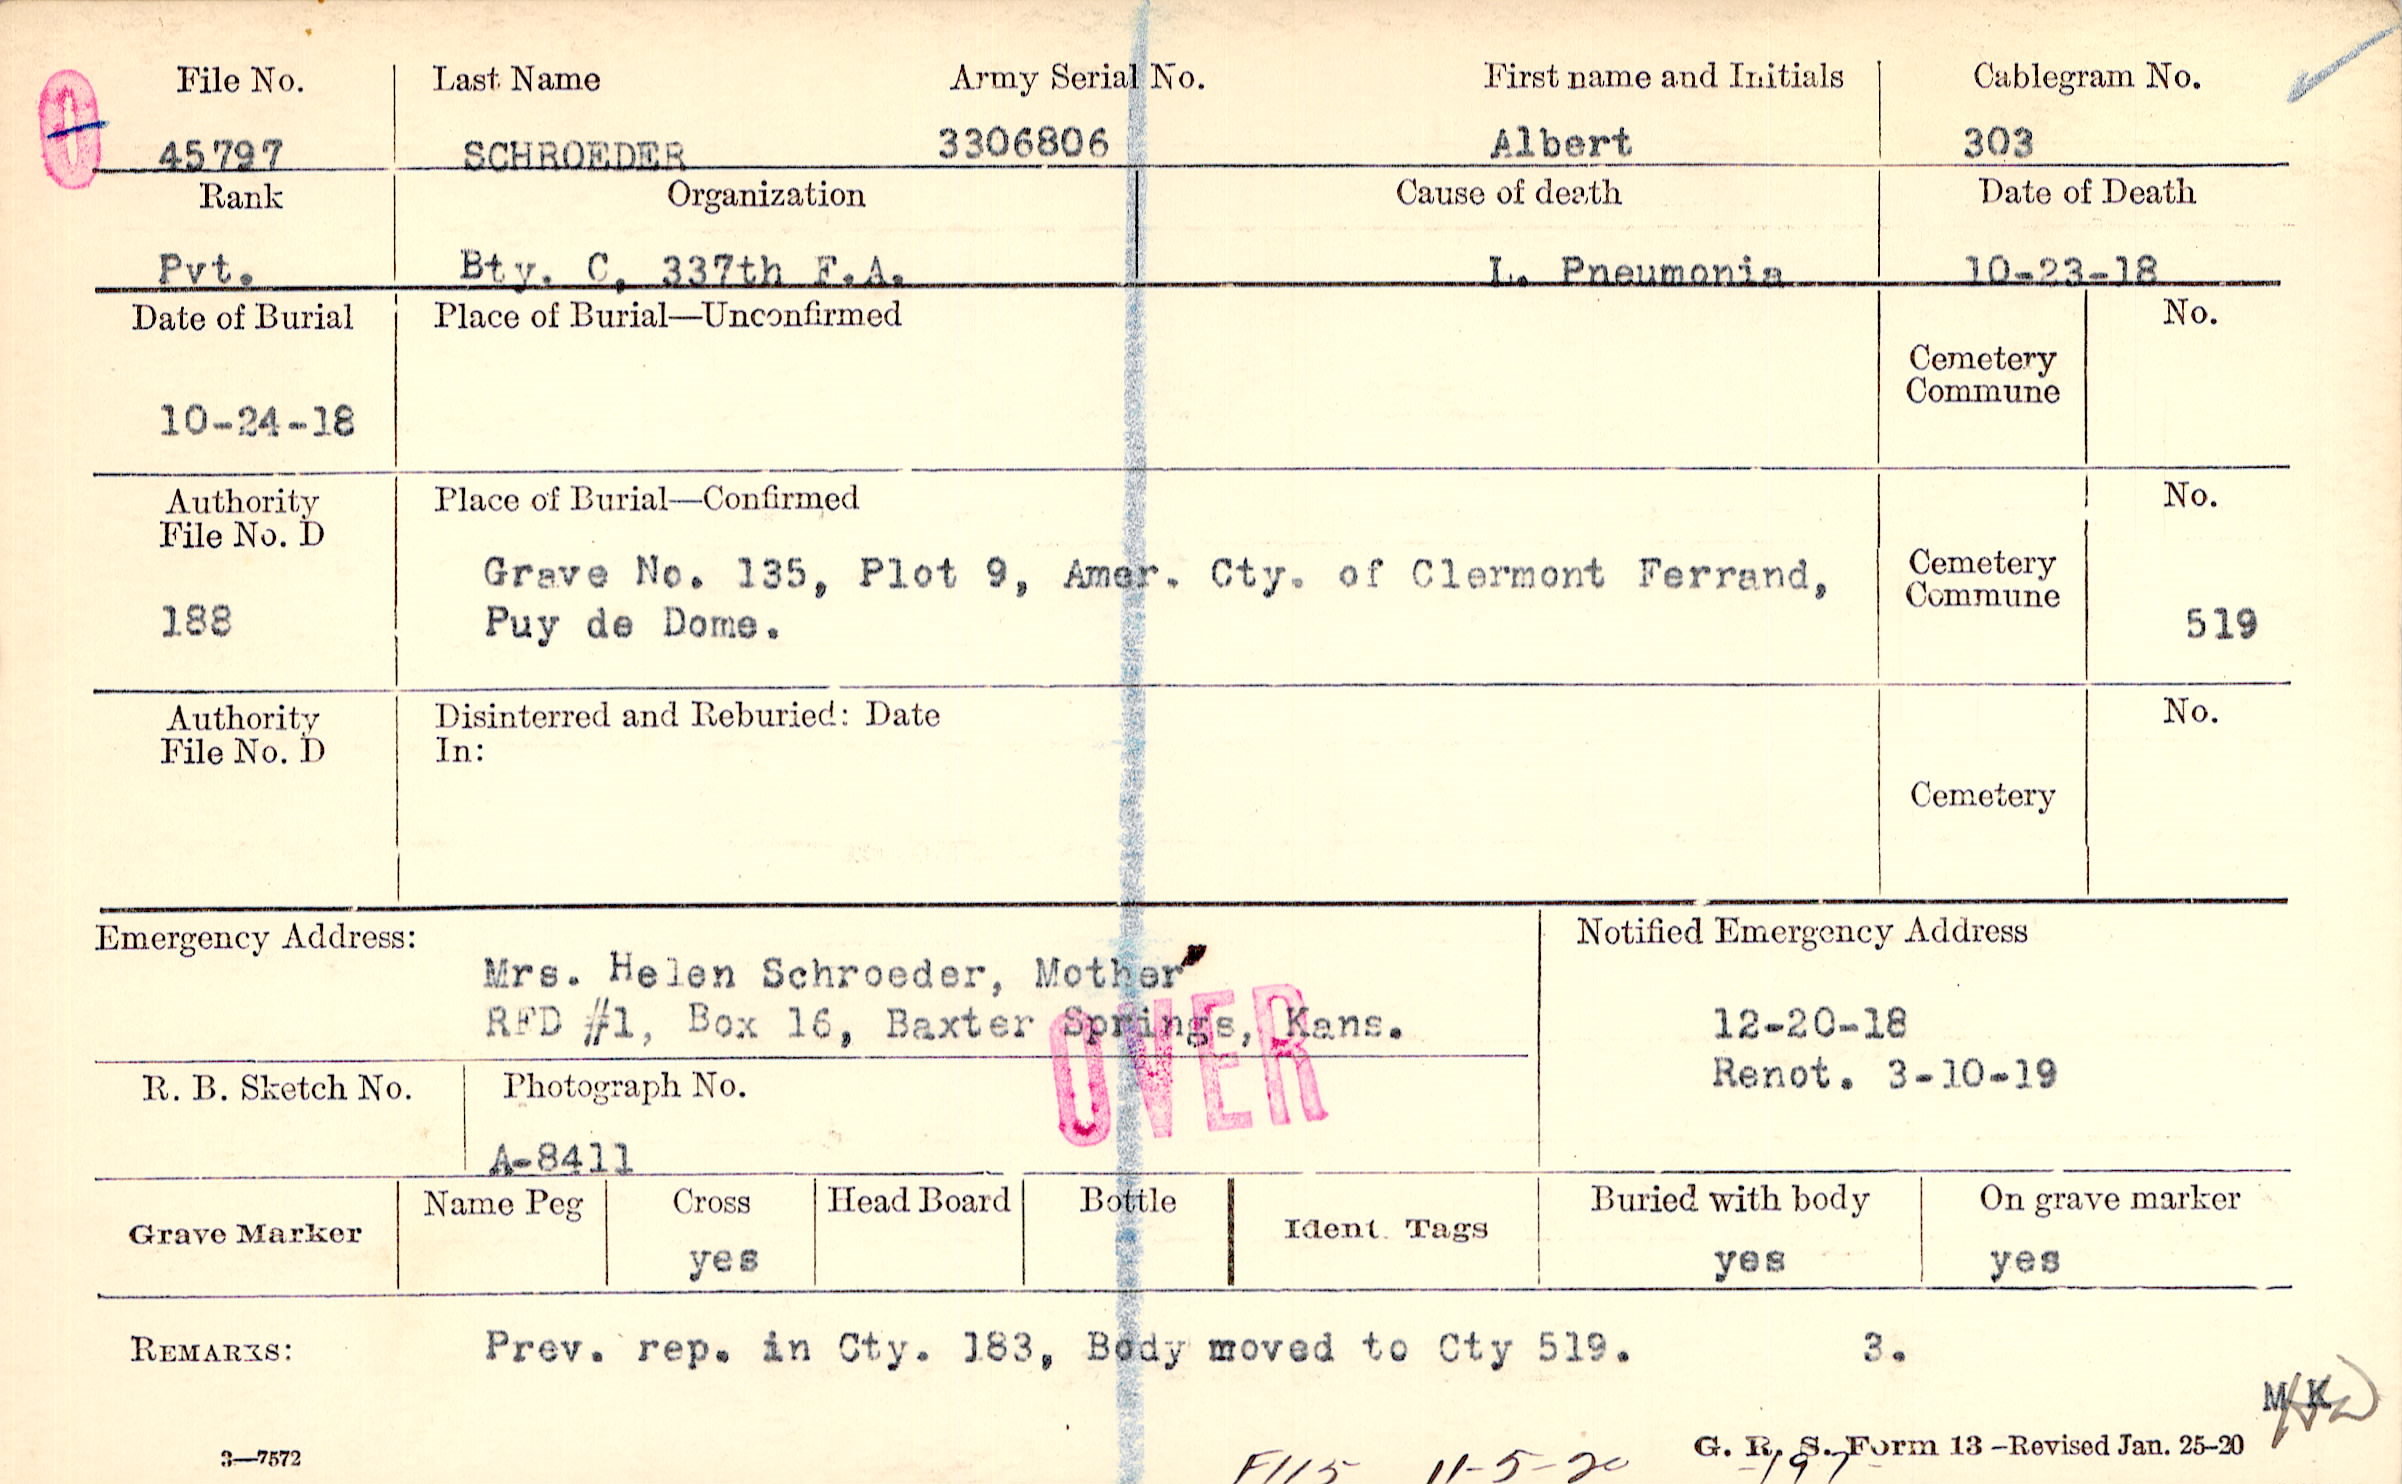 File No. Last Name Army Serial No. First name and Initials Cablegram No.
0 45797 SCHROEDER 3306806 Albert 303
Rank Organization Cause of death Date of Death
Pvt. Bty. C, 337th F.A. L. Pneumonia 10-23-18
Date of Burial Place of Burial—Unconfirmed No.
Cemetery
Commune
10-24-18
Authority Place of Burial—Confirmed No.
File No. D
Grave No. 135, Plot 9, Amer. Cty. of Clermont Ferrand, Cemetery
Commune
188 Puy de Dome. 519
Authority Disinterred and Reburied: Date No.
File No. D In:
Cemetery
Emergency Address: Notified Emergency Address
Mrs. Helen Schroeder, Mother
RFD #1, Box 16, Baxter Springs, Kans. 12-20-18
OVER
R. B. Sketch No. Photograph No. Renot. 3-10-19
A-8411
Grave Marker Name Peg Cross Head Board Bottle Ident. Tags Buried with body On grave marker
yes yes yes
REMARKS: Prev. rep. in Cty. 183, Body moved to Cty 519. 3.
M K
3—7572 G. R. S. Form 13—Revised Jan. 25-20
F115 11-5-20